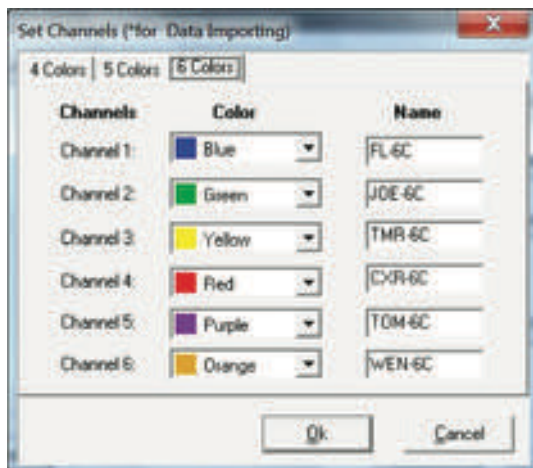 Set Channels (*for Data Importing)
4 Colors 5 Colors 6 Colors
Channels Color Name
Channel 1: Blue FL-6C
Channel 2: Green JOE-6C
Channel 3: Yellow TMR-6C
Channel 4: Red CXR-6C
Channel 5: Purple TOM-6C
Channel 6: Orange WEN-6C
Ok Cancel